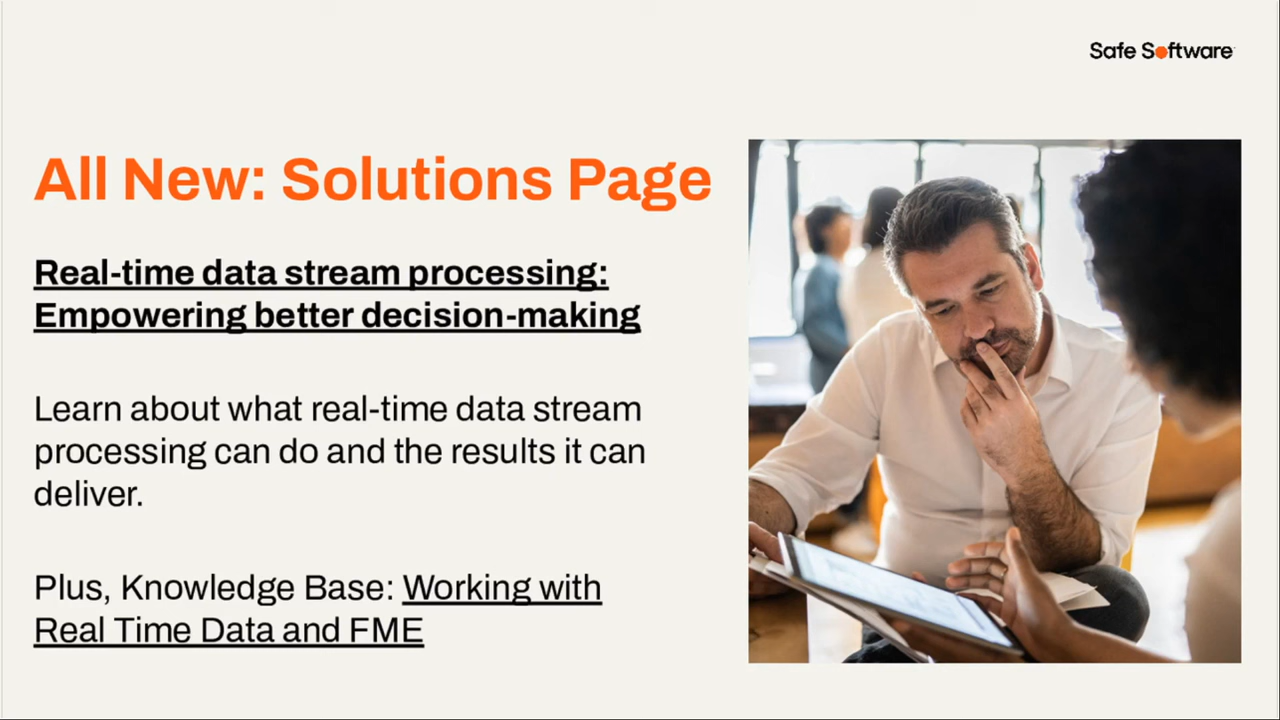 Safe Software
All New: Solutions Page
Real-time data stream processing:
Empowering better decision-making
Learn about what real-time data stream
processing can do and the results it can
deliver.
Plus, Knowledge Base: Working with
Real Time Data and FME